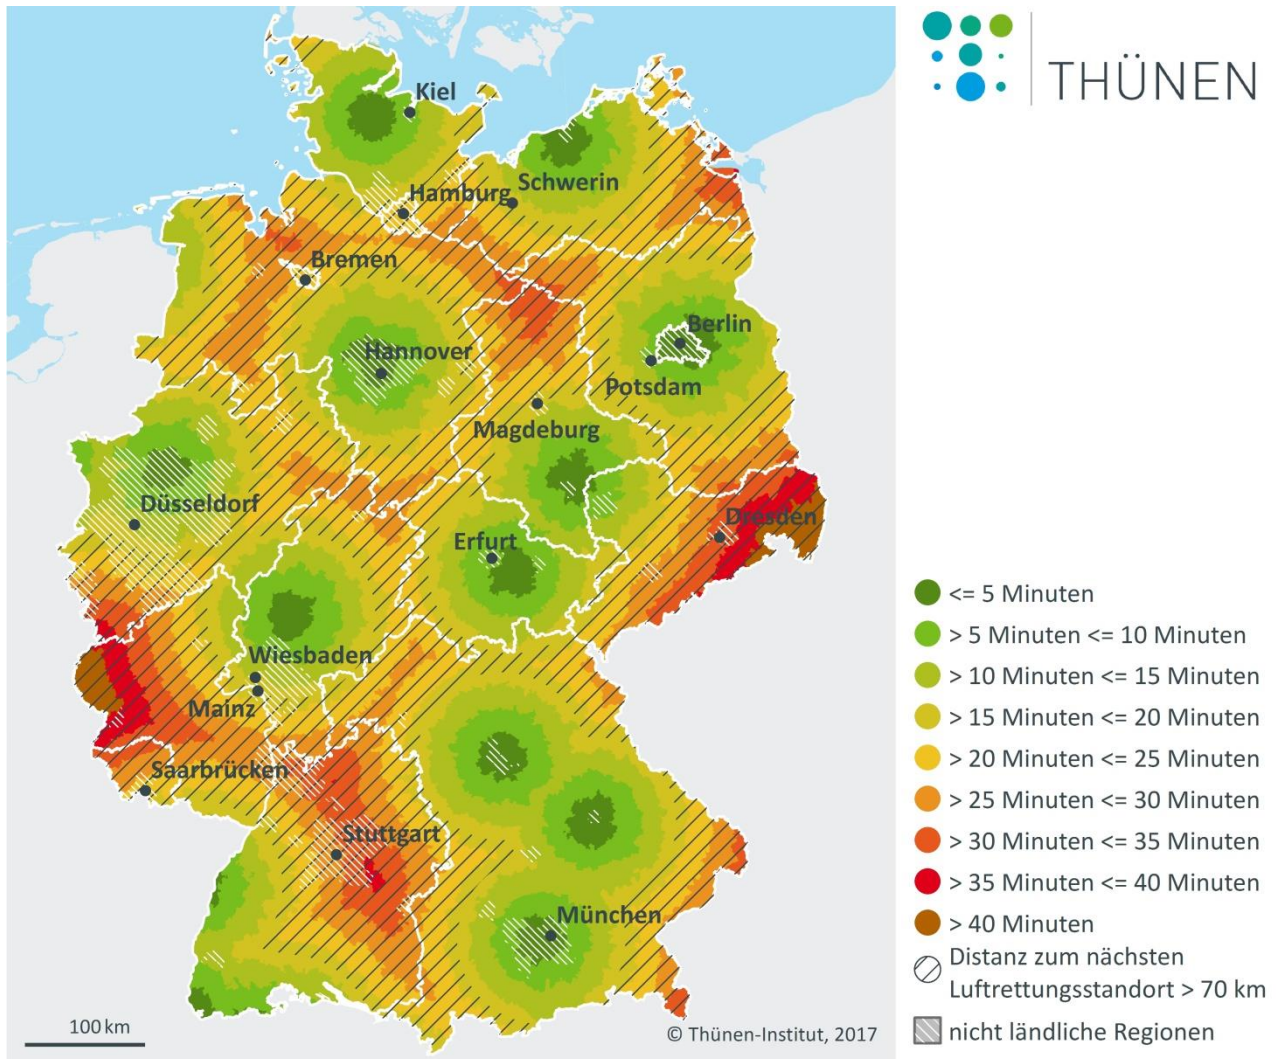 THÜNEN
Kiel
Schwerin
Hamburg
Bremen
Berlin
Hannover
Potsdam
Magdeburg
Düsseldorf
Dresden
Erfurt
Wiesbaden
Mainz
Saarbrücken
Stuttgart
München
<= 5 Minuten
> 5 Minuten <= 10 Minuten
> 10 Minuten <= 15 Minuten
> 15 Minuten <= 20 Minuten
> 20 Minuten <= 25 Minuten
> 25 Minuten <= 30 Minuten
> 30 Minuten <= 35 Minuten
> 35 Minuten <= 40 Minuten
> 40 Minuten
Distanz zum nächsten
Luftrettungsstandort > 70 km
nicht ländliche Regionen
100 km
© Thünen-Institut, 2017